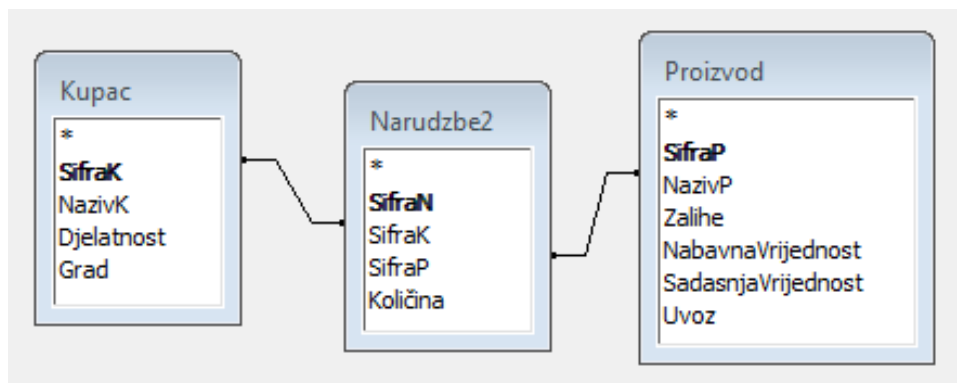 Kupac
*
SifraK
NazivK
Djelatnost
Grad
Narudzbe2
*
SifraN
SifraK
SifraP
Količina
Proizvod
*
SifraP
NazivP
Zalihe
NabavnaVrijednost
SadasnjaVrijednost
Uvoz